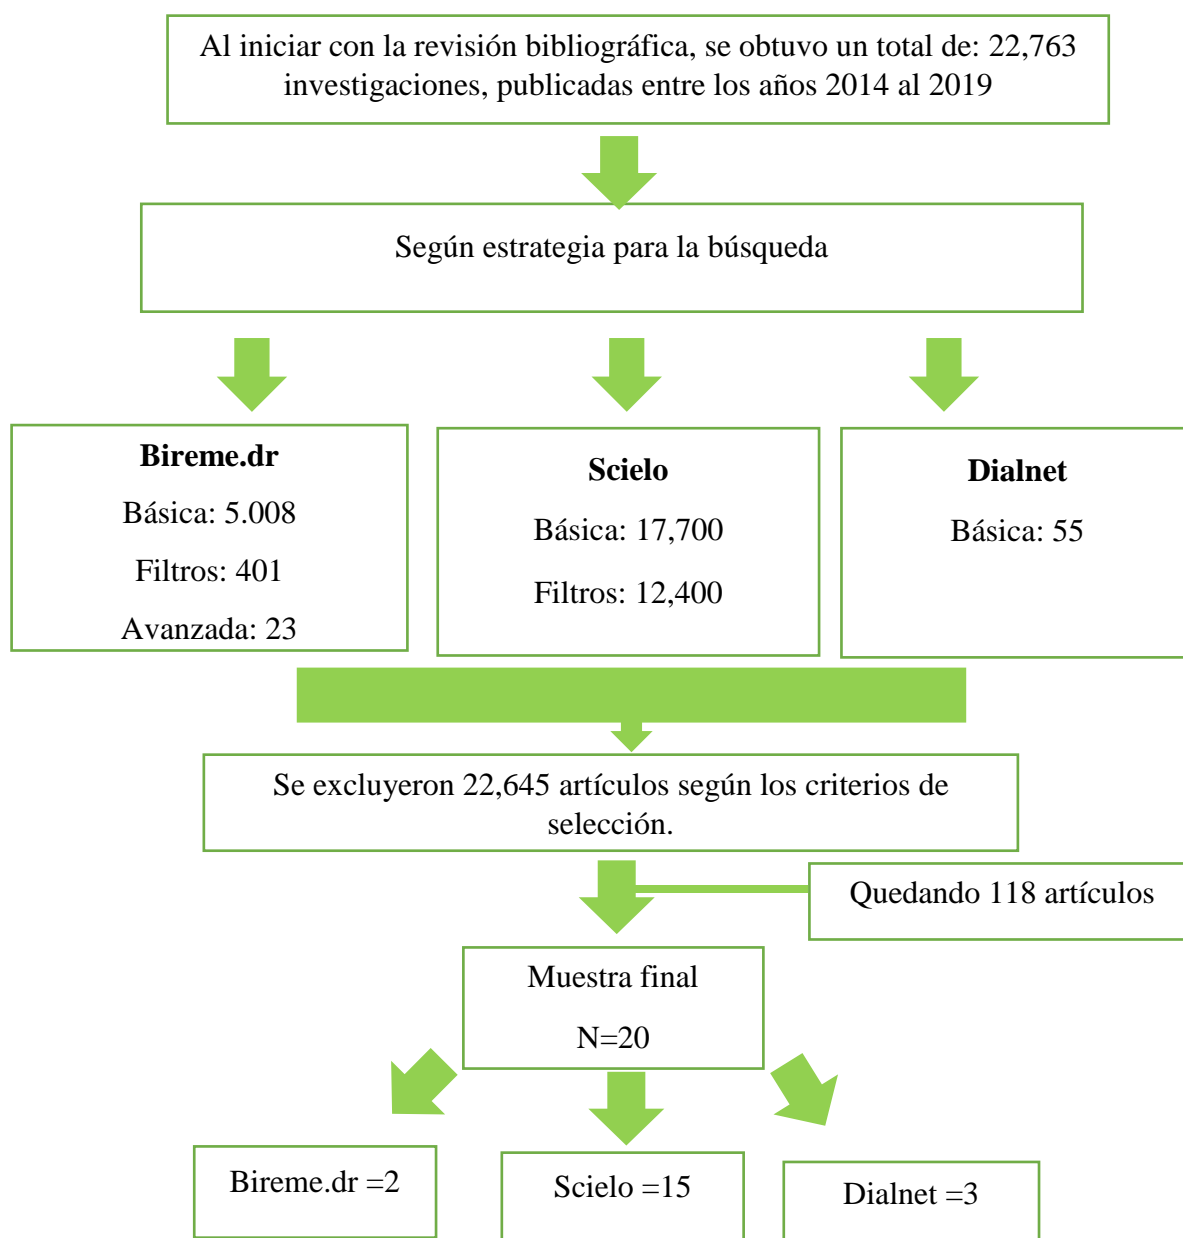 Al iniciar con la revisión bibliográfica, se obtuvo un total de: 22,763
investigaciones, publicadas entre los años 2014 al 2019
Según estrategia para la búsqueda
Bireme.dr
Básica: 5.008
Filtros: 401
Avanzada: 23
Scielo
Básica: 17,700
Filtros: 12,400
Dialnet
Básica: 55
Se excluyeron 22,645 artículos según los criterios de
selección.
Quedando 118 artículos
Muestra final
N=20
Bireme.dr =2
Scielo =15
Dialnet =3